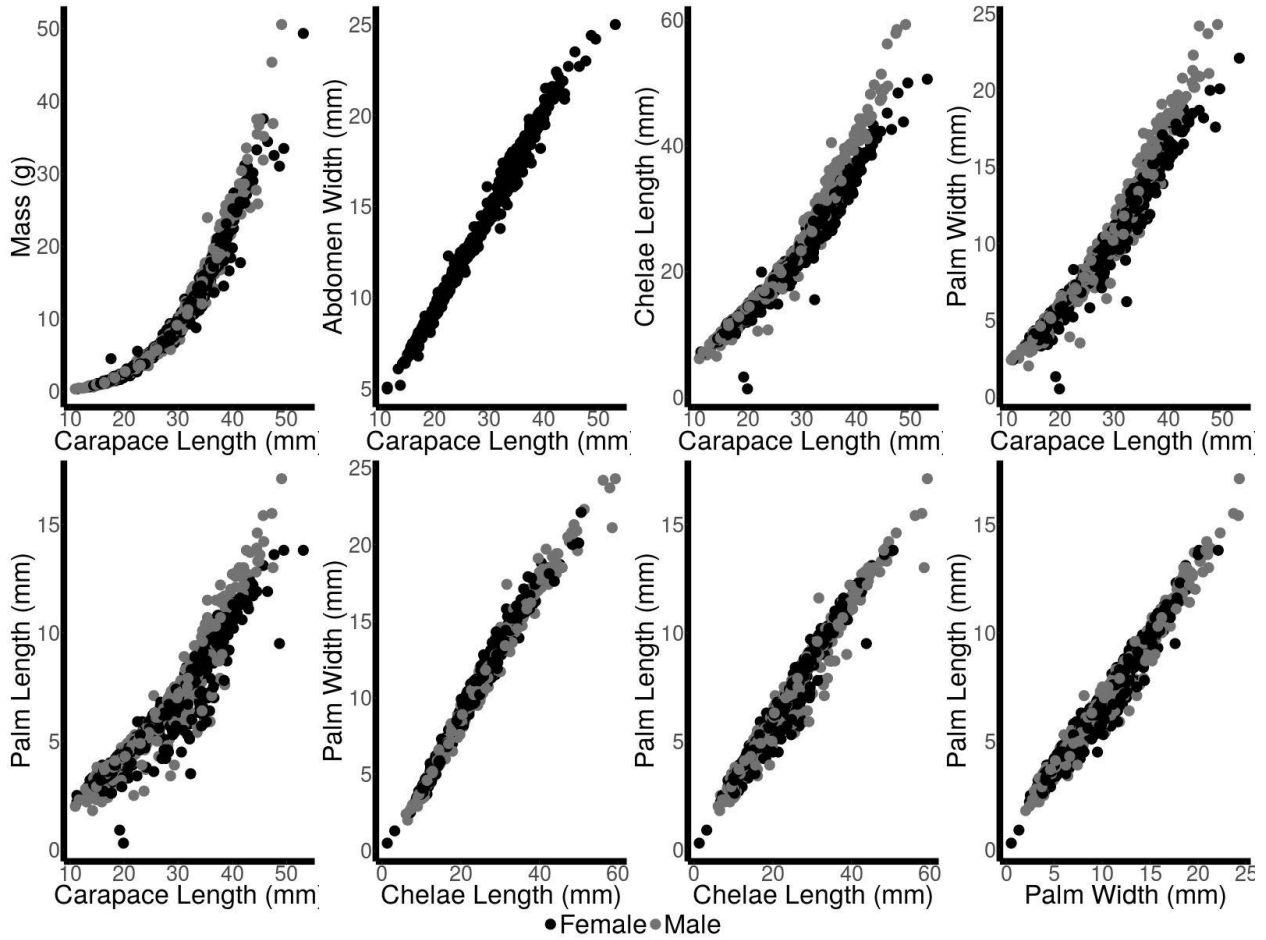 50
40
30
20
10
0
Mass (g)
10 20 30 40 50
Carapace Length (mm)
25
20
15
10
5
Abdomen Width (mm)
10 20 30 40 50
Carapace Length (mm)
60
40
20
0
Chelae Length (mm)
10 20 30 40 50
Carapace Length (mm)
25
20
15
10
5
0
Palm Width (mm)
10 20 30 40 50
Carapace Length (mm)
15
10
5
0
Palm Length (mm)
10 20 30 40 50
Carapace Length (mm)
25
20
15
10
5
0
Palm Width (mm)
0 20 40 60
Chelae Length (mm)
15
10
5
0
Palm Length (mm)
0 20 40 60
Chelae Length (mm)
15
10
5
0
Palm Length (mm)
0 5 10 15 20 25
Palm Width (mm)
Female Male